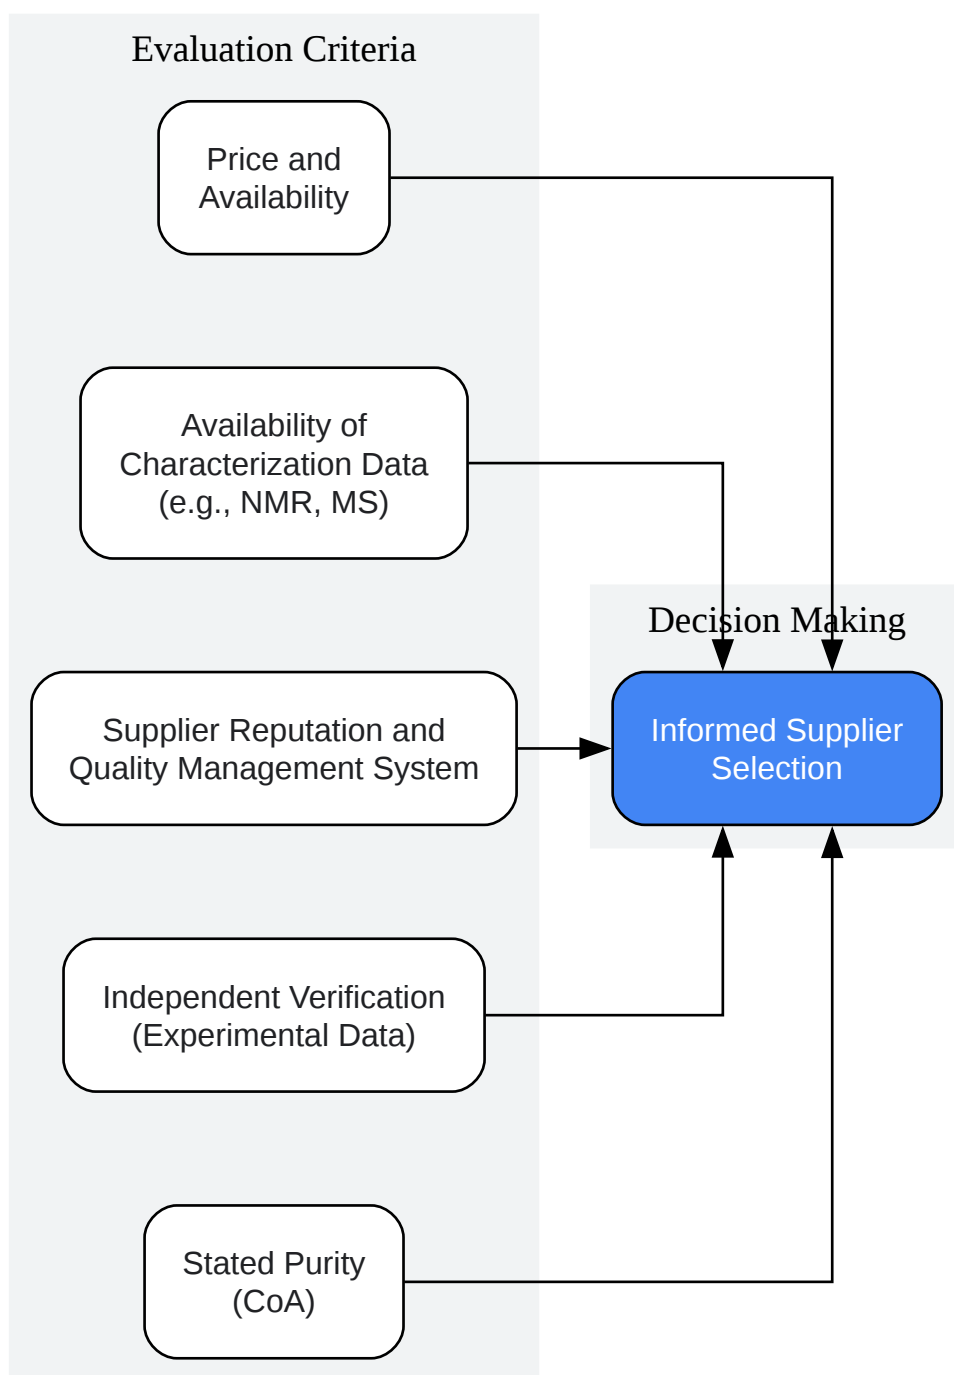 Evaluation Criteria
Price and
Availability
Availability of
Characterization Data
(e.g., NMR, MS)
Decision Making
Supplier Reputation and
Quality Management System
Informed Supplier
Selection
Independent Verification
(Experimental Data)
Stated Purity
(CoA)